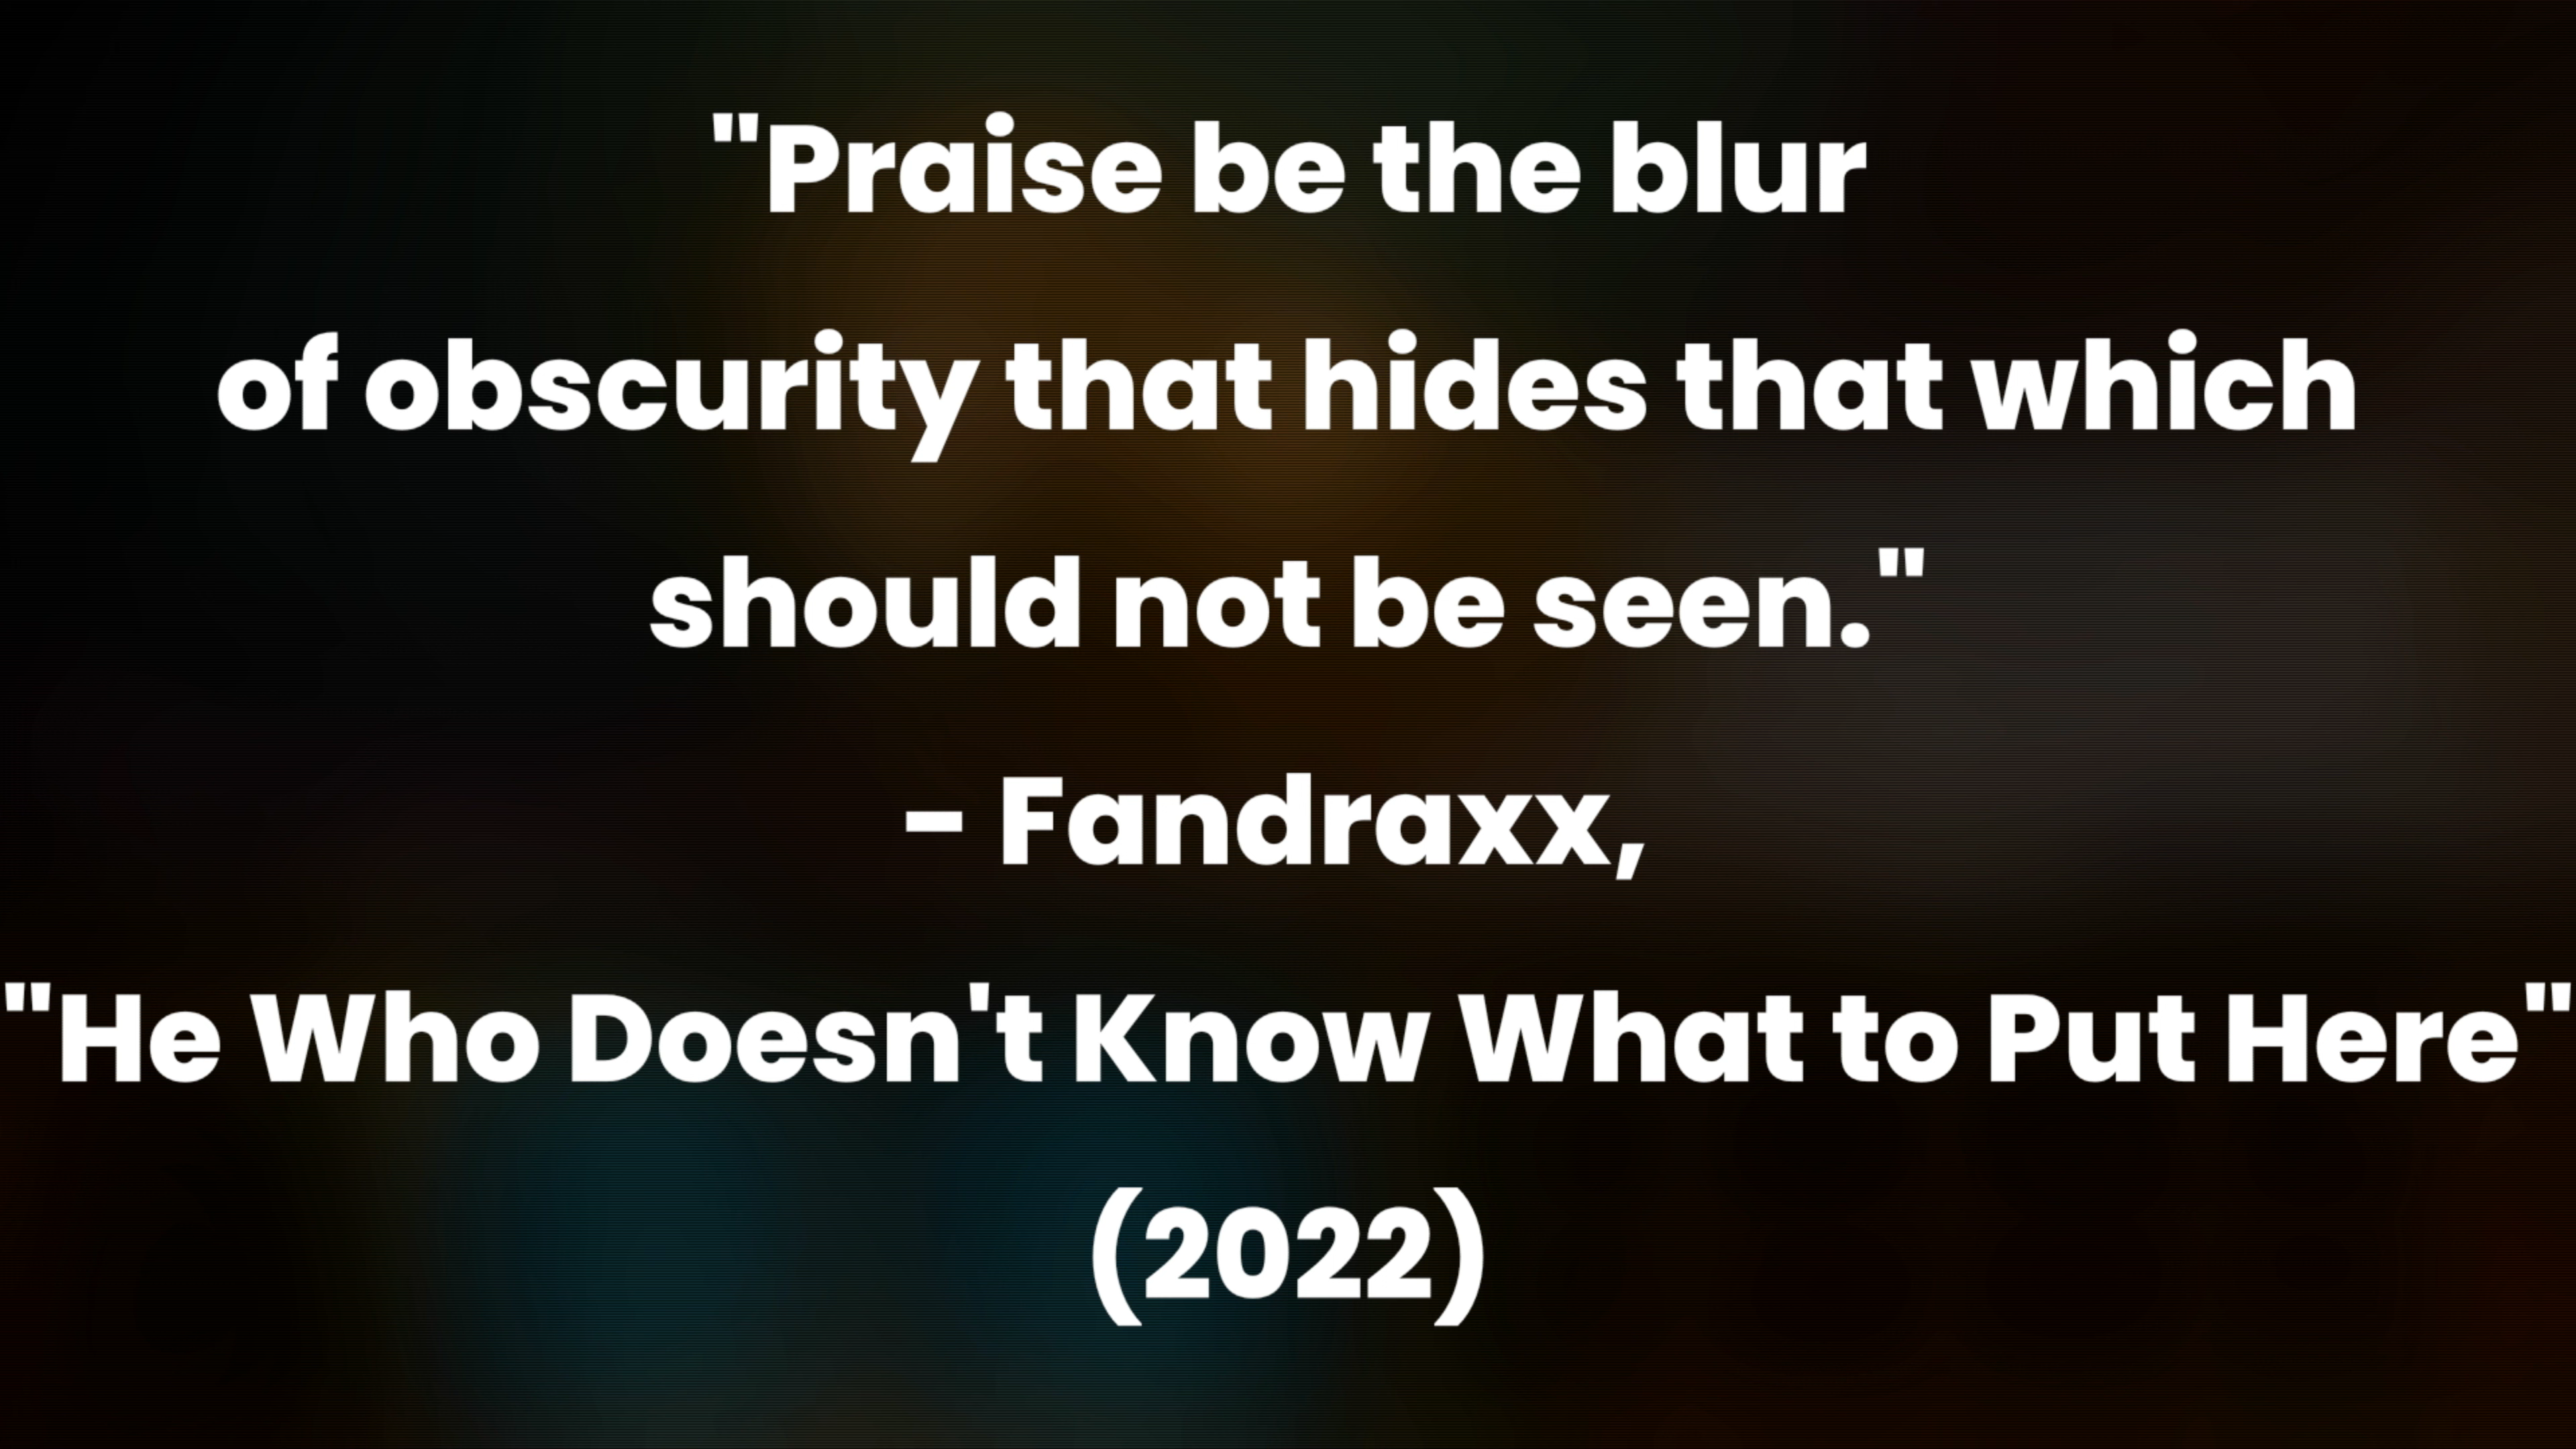 "Praise be the blur
of obscurity that hides that which
should not be seen."
- Fandraxx,
"He Who Doesn't Know What to Put Here"
(2022)